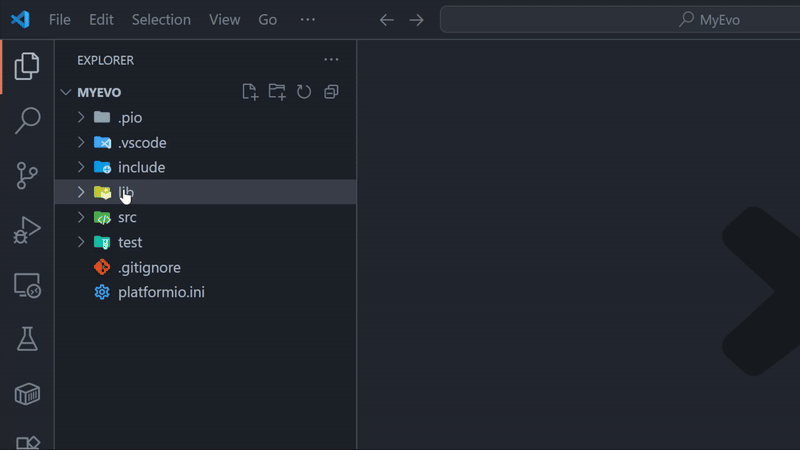 File Edit Selection View Go ··· MyEvo
EXPLORER ···
MYEVO
.pio
.vscode
include
lib
src
test
.gitignore
platformio.ini